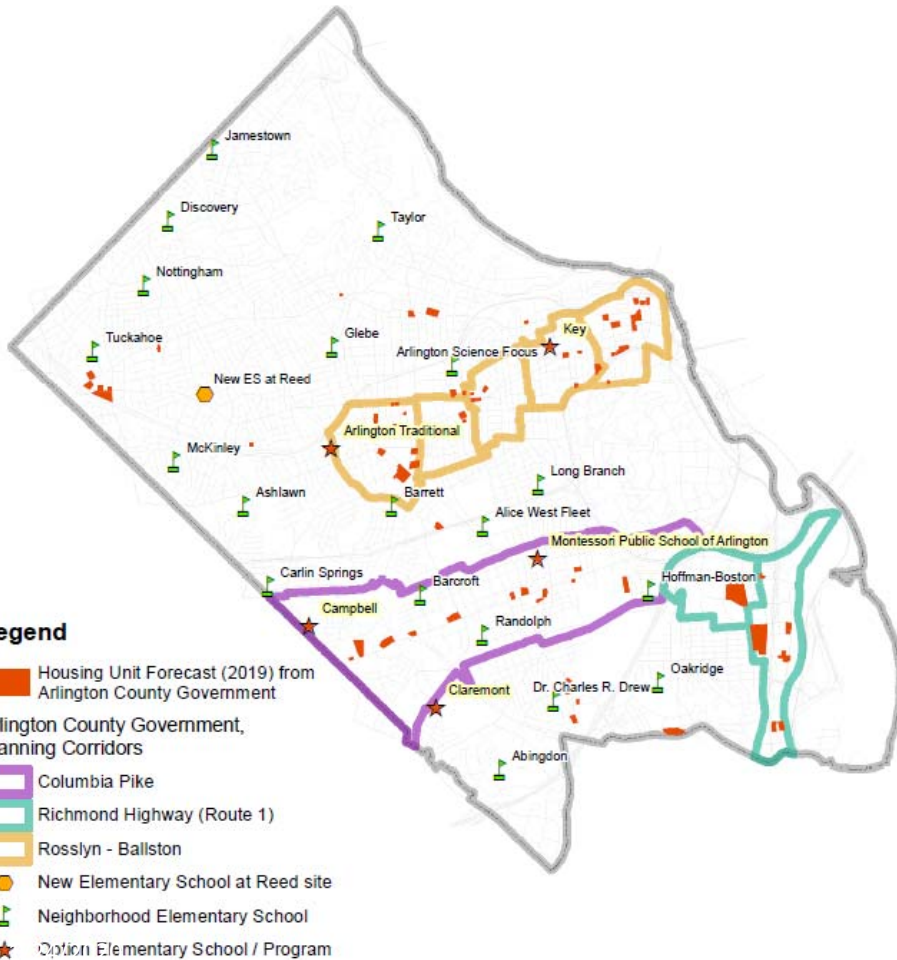 Jamestown
Discovery
Taylor
Nottingham
Tuckahoe
Glebe
Key
Arlington Science Focus
New ES at Reed
Arlington Traditional
McKinley
Long Branch
Ashlawn
Barrett
Alice West Fleet
Montessori Public School of Arlington
Carlin Springs
Barcroft
Hoffman-Boston
Campbell
Randolph
Oakridge
Claremont
Dr. Charles R. Drew
Abingdon
egend
Housing Unit Forecast (2019) from
Arlington County Government
lington County Government,
anning Corridors
Columbia Pike
Richmond Highway (Route 1)
Rosslyn - Ballston
New Elementary School at Reed site
Neighborhood Elementary School
Option Elementary School / Program